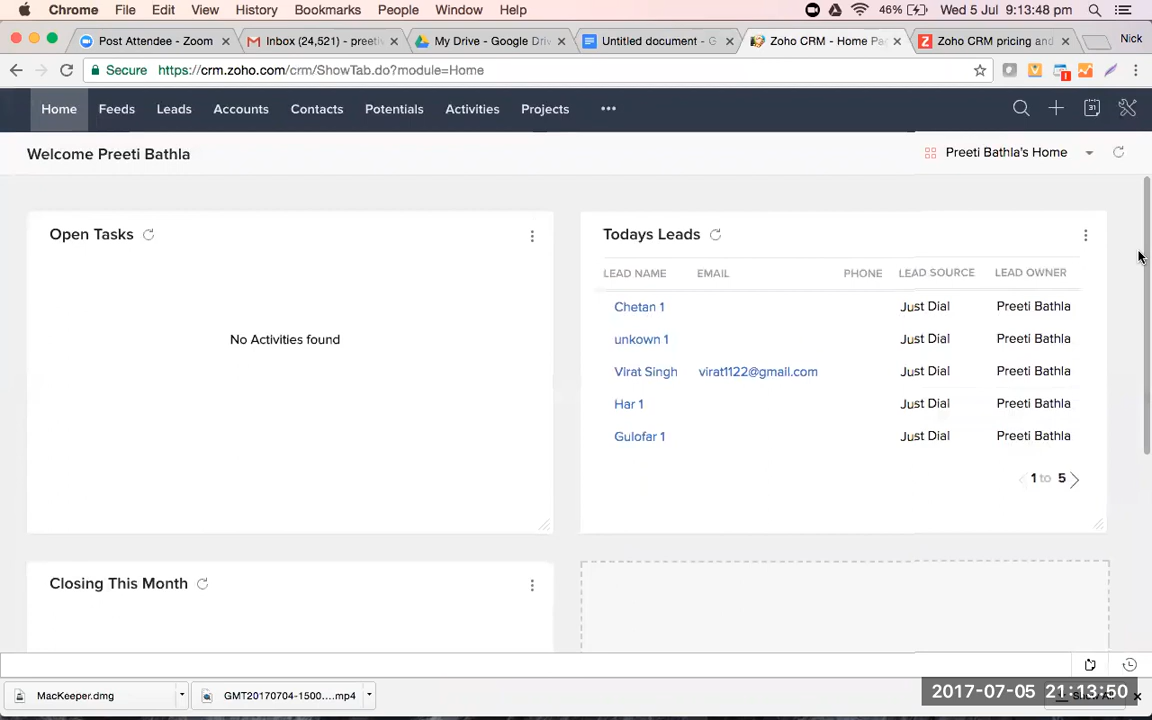 Chrome File Edit View History Bookmarks People Window Help 46% Wed 5 Jul 9:13:48 pm
Post Attendee - Zoom Inbox (24,521) - preeti My Drive - Google Dri Untitled document - G Zoho CRM - Home Pa Zoho CRM pricing and Nick
Secure https://crm.zoho.com/crm/ShowTab.do?module=Home
Home Feeds Leads Accounts Contacts Potentials Activities Projects ••• 31
Welcome Preeti Bathla Preeti Bathla's Home
Open Tasks
No Activities found
Todays Leads
LEAD NAME EMAIL PHONE LEAD SOURCE LEAD OWNER
Chetan 1 Just Dial Preeti Bathla
unkown 1 Just Dial Preeti Bathla
Virat Singh virat1122@gmail.com Just Dial Preeti Bathla
Har 1 Just Dial Preeti Bathla
Gulofar 1 Just Dial Preeti Bathla
1 to 5
Closing This Month
MacKeeper.dmg GMT20170704-1500....mp4
2017-07-05 21:13:50